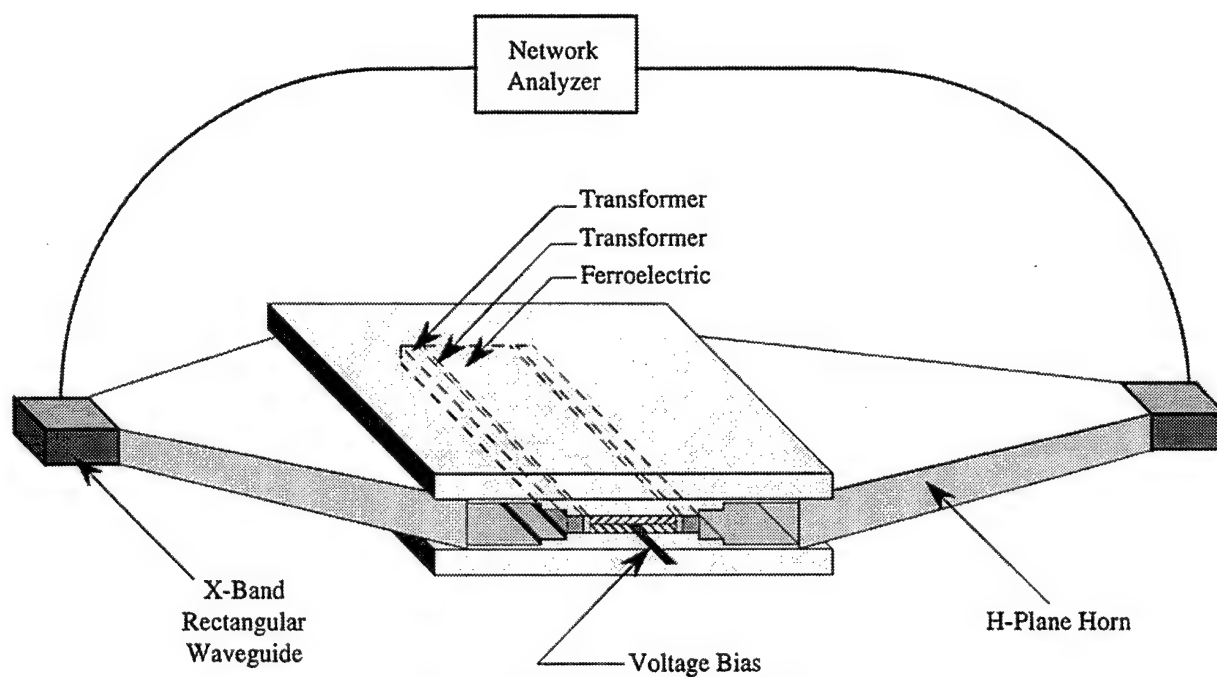 Network
Analyzer
Transformer
Transformer
Ferroelectric
X-Band
Rectangular
Waveguide
H-Plane Horn
Voltage Bias